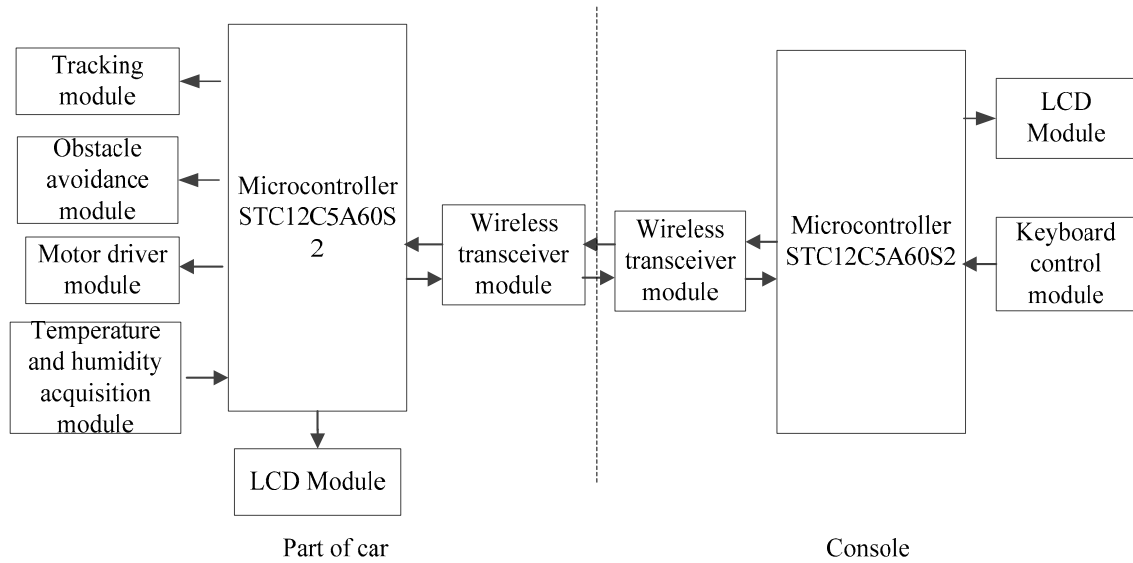 Tracking
module
Obstacle
avoidance
module
Motor driver
module
Temperature
and humidity
acquisition
module
Microcontroller
STC12C5A60S
2
LCD Module
Wireless
transceiver
module
Wireless
transceiver
module
Microcontroller
STC12C5A60S2
LCD
Module
Keyboard
control
module
Part of car
Console